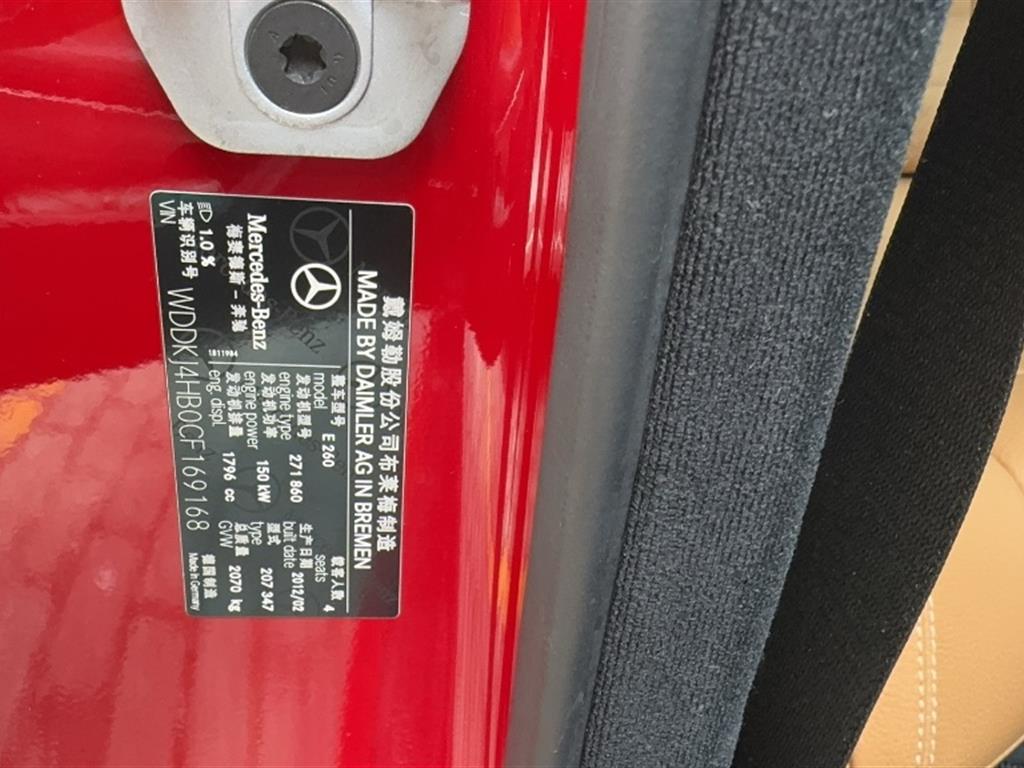 戴姆勒股份公司布莱梅制造
MADE BY DAIMLER AG IN BREMEN
Mercedes-Benz
梅赛德斯-奔驰
1.0 %
1811984
整车型号 E 260 载客人数 4
model seats
发动机型号 271 860 生产日期 2012/02
engine type built date
发动机功率 150 kW 型式 207 347
engine power type
发动机排量 1796 cc 总质量 2070 kg
eng. displ. GVW
车辆识别号 WDDKJ4HB0CF169168 德国制造
VIN Made in Germany